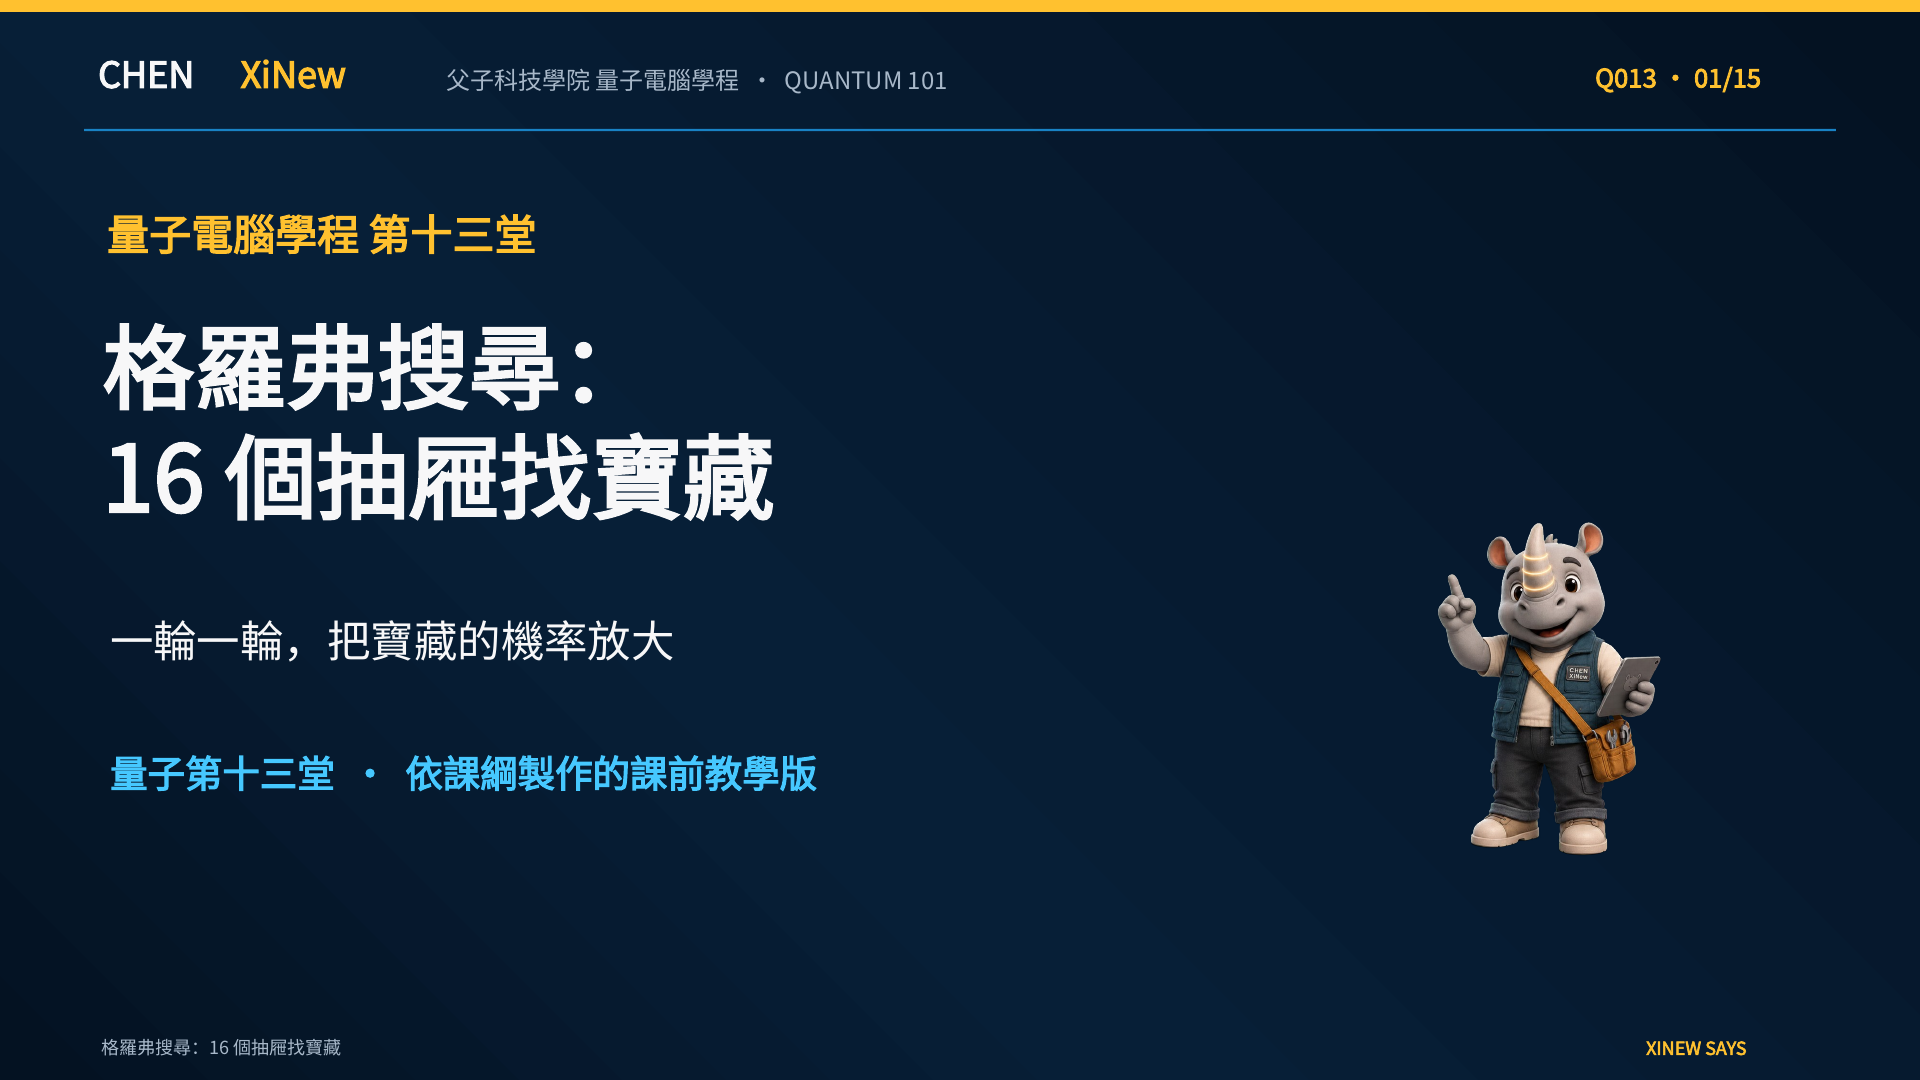 CHEN XiNew 父子科技學院 量子電腦學程 · QUANTUM 101 Q013 · 01/15
量子電腦學程 第十三堂
格羅弗搜尋：
16 個抽屜找寶藏
一輪一輪，把寶藏的機率放大
量子第十三堂 · 依課綱製作的課前教學版
CHEN
XiNew
格羅弗搜尋：16 個抽屜找寶藏 XINEW SAYS